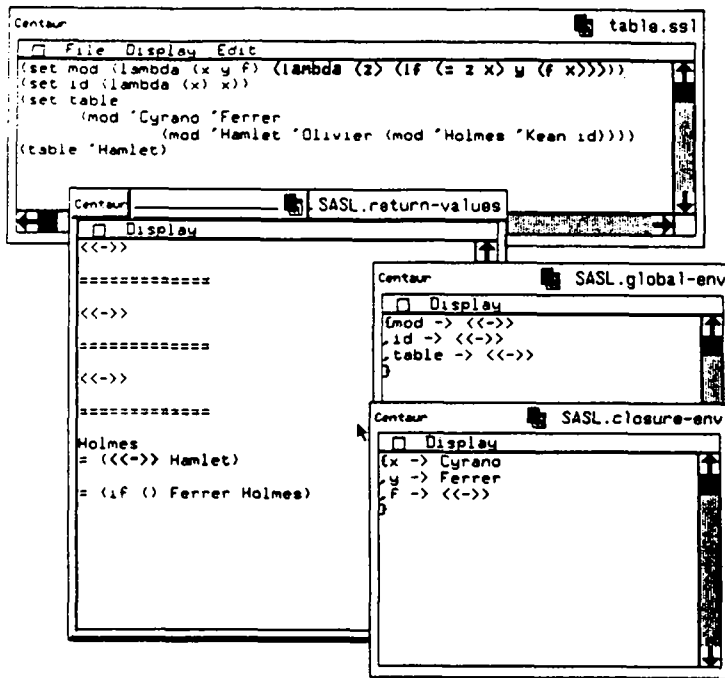 Centaur table.ssl
File Display Edit
(set mod (lambda (x y f) (lambda (z) (if (= z x) y (f x)))))
(set id (lambda (x) x))
(set table
(mod 'Cyrano 'Ferrer
(mod 'Hamlet 'Olivier (mod 'Holmes 'Kean id))))
(table 'Hamlet)
Centaur SASL.return-values
Display
<<->>
==============
<<->>
==============
<<->>
==============
Holmes
= (<<->> Hamlet)
= (if () Ferrer Holmes)
Centaur SASL.global-env
Display
{mod -> <<->>
,id -> <<->>
,table -> <<->>
}
Centaur SASL.closure-env
Display
{x -> Cyrano
,y -> Ferrer
,f -> <<->>
}